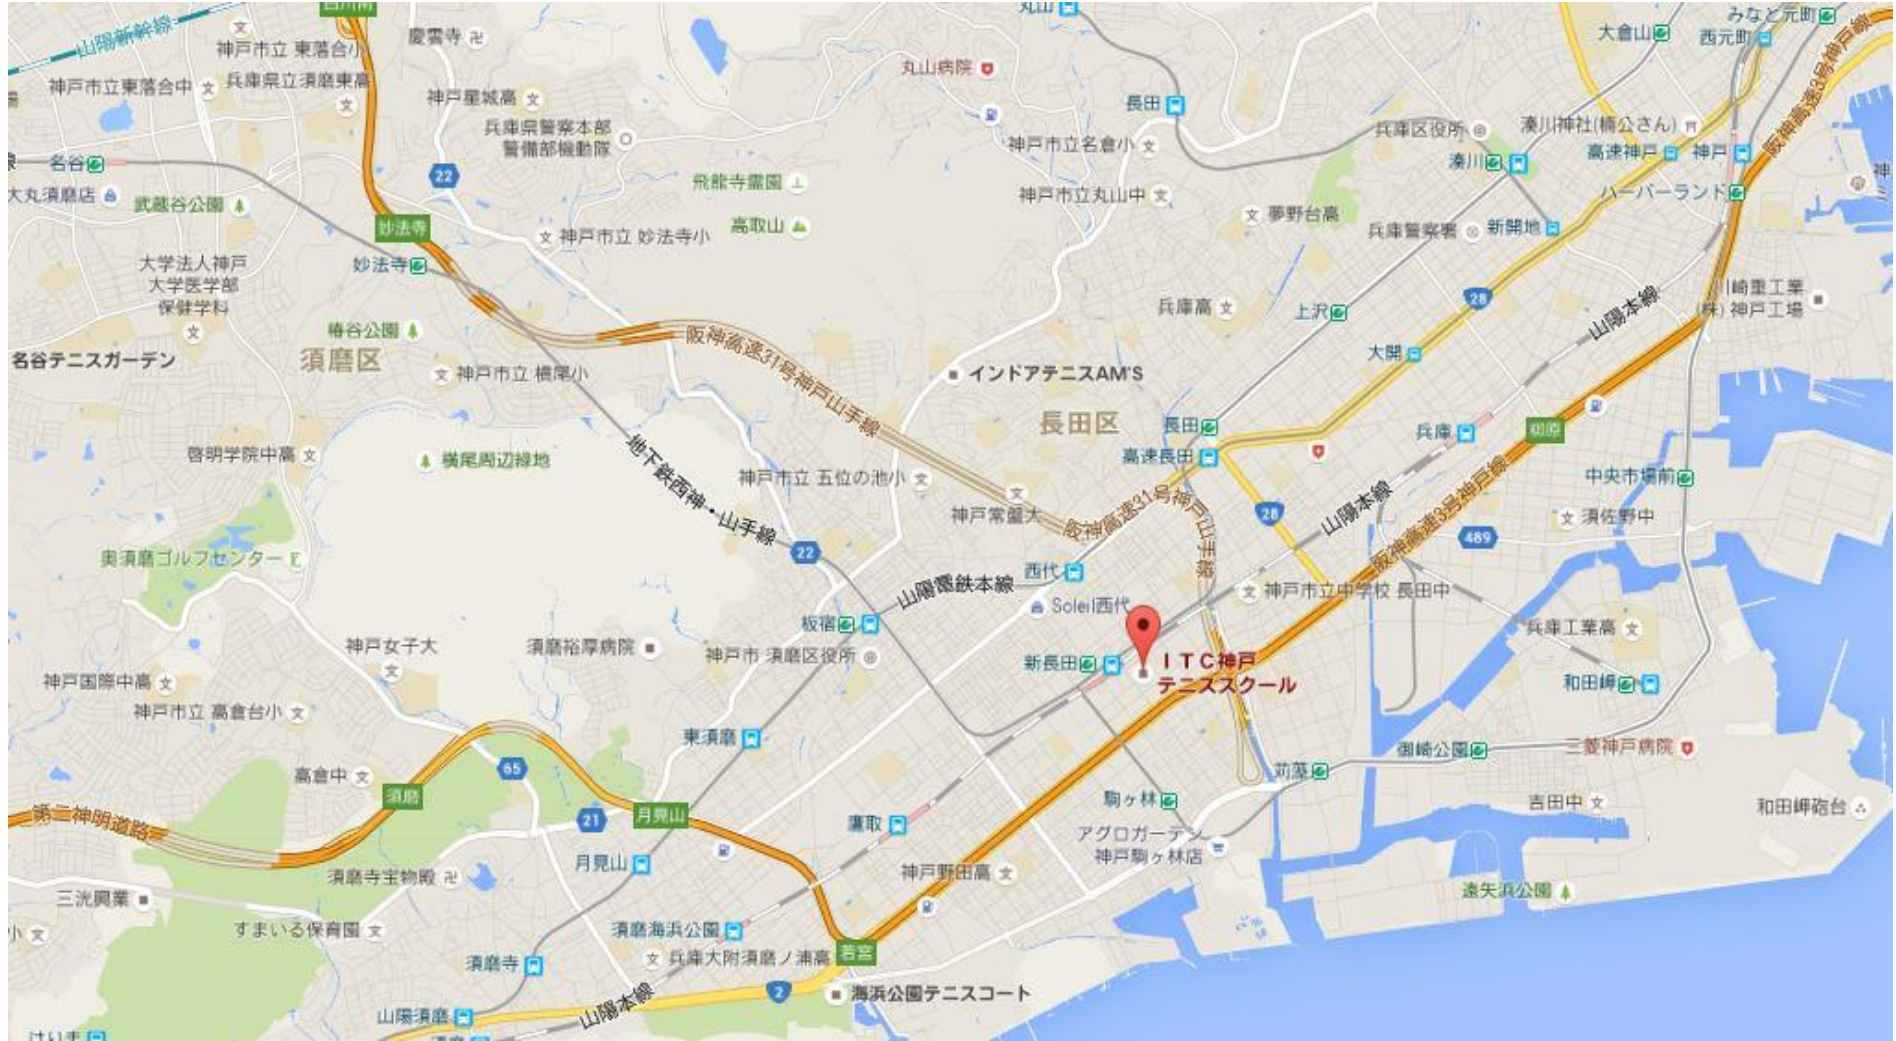 白川南
丸山
みなと元町
山陽新幹線
神戸市立 東落合小
慶雲寺
大倉山
西元町
丸山病院
兵庫県立須磨東高
神戸市立東落合中
神戸星城高
長田
阪神高速3号神戸線
兵庫県警察本部
警備部機動隊
兵庫区役所
湊川神社(楠公さん)
神戸市立名倉小
湊川
高速神戸
神戸
名谷
22
飛龍寺霊園
神戸市立丸山中
ハーバーランド
大丸須磨店
武蔵谷公園
夢野台高
妙法寺
高取山
兵庫警察署
新開地
神戸市立 妙法寺小
妙法寺
大学法人神戸
大学医学部
保健学科
28
川崎重工業
(株) 神戸工場
兵庫高
上沢
山陽本線
椿谷公園
阪神高速31号神戸山手線
大開
名谷テニスガーデン
須磨区
神戸市立 横尾小
インドアテニスAM'S
長田区
長田
兵庫
柳原
啓明学院中高
横尾周辺緑地
地下鉄西神・山手線
高速長田
神戸市立 五位の池小
中央市場前
神戸常盤大
阪神高速31号神戸山手線
28
山陽本線
阪神高速3号神戸線
須佐野中
489
奥須磨ゴルフセンター
22
山陽電鉄本線
西代
神戸市立中学校 長田中
Soleil西代
板宿
兵庫工業高
神戸女子大
須磨裕厚病院
神戸市 須磨区役所
新長田
ITC神戸
テニススクール
神戸国際中高
和田岬
神戸市立 高倉台小
東須磨
御崎公園
三菱神戸病院
高倉中
65
苅藻
須磨
駒ヶ林
吉田中
和田岬砲台
第二神明道路
21
月見山
鷹取
アグロガーデン
神戸駒ヶ林店
月見山
須磨寺宝物殿
神戸野田高
遠矢浜公園
三洸興業
すまいる保育園
須磨海浜公園
小
須磨寺
兵庫大附須磨ノ浦高
若宮
2
海浜公園テニスコート
山陽須磨
山陽本線
須磨